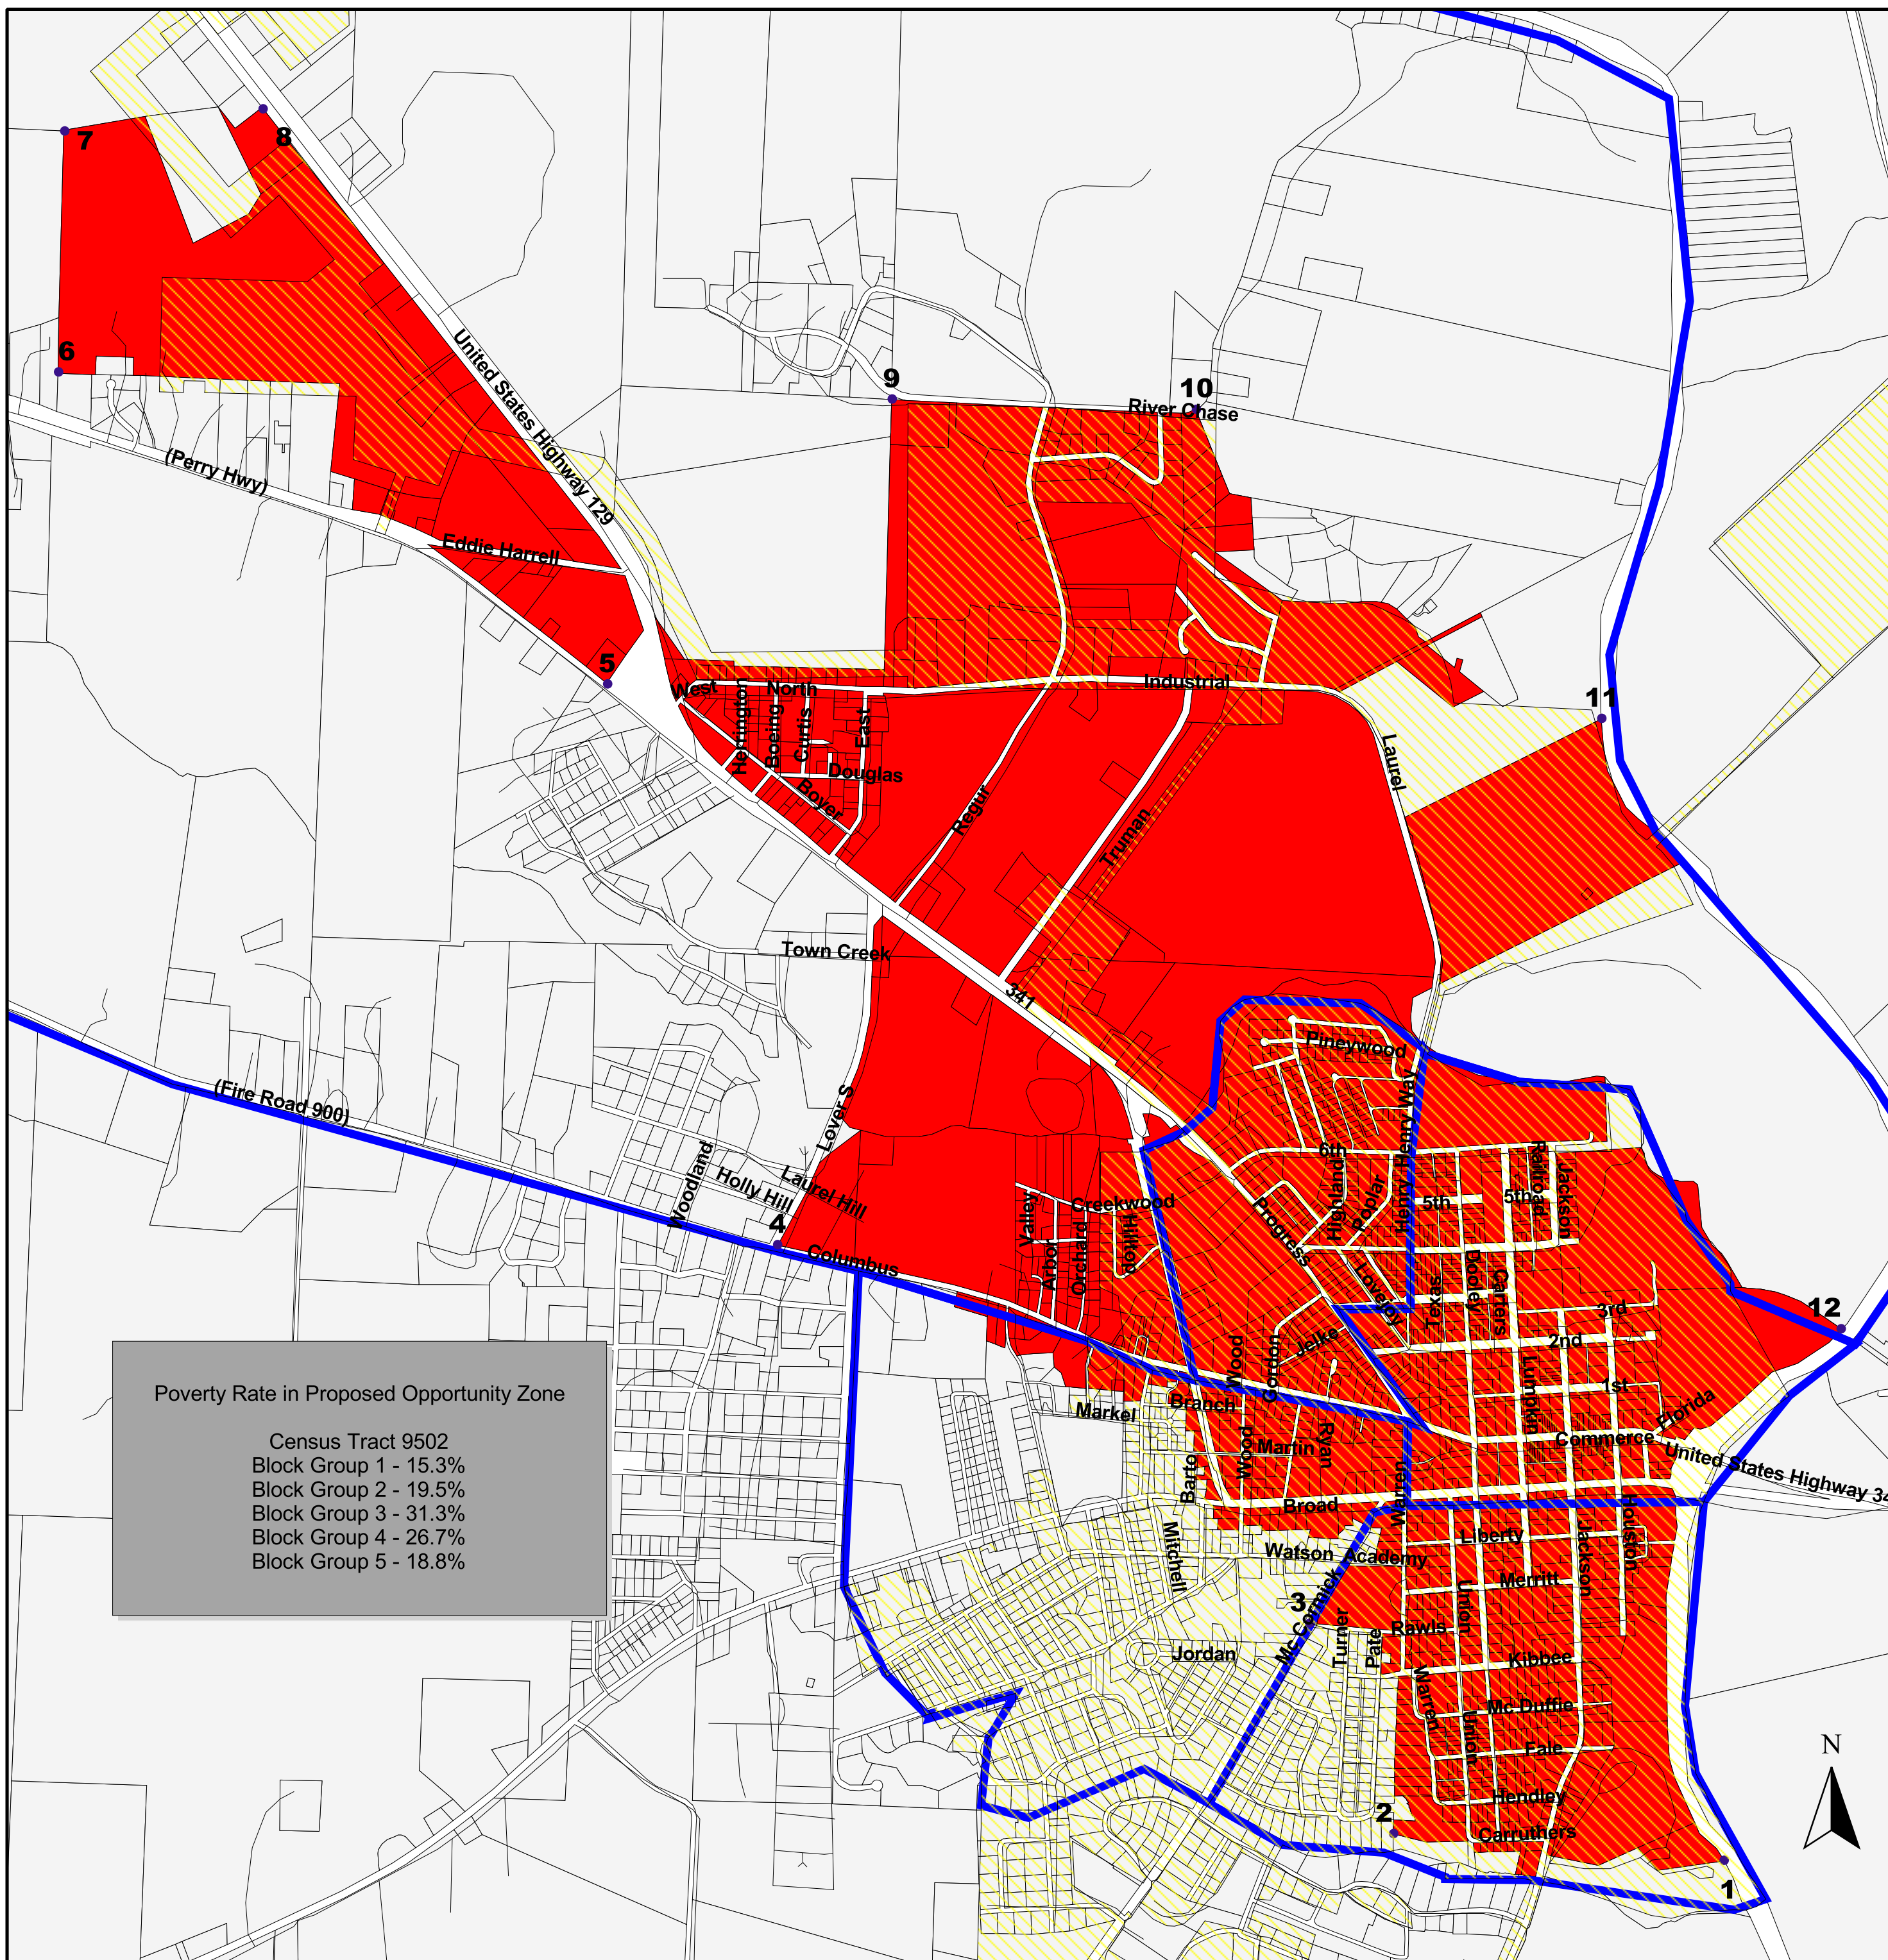 7
8
6
United States Highway 129
(Perry Hwy)
Eddie Harrell
5
9
10
River Chase
11
West
North
Industrial
Herrington
Boeing
Curtis
East
Douglas
Boyer
Regur
Truman
Laurel
Town Creek
341
(Fire Road 900)
Lover S
Woodland
Holly Hill
Laurel Hill
4
Columbus
Valley
Arbor
Orchard
Creekwood
Hilltop
Pineywood
Henry Henry Way
6th
Highland
Poplar
5th
5th
Railroad
Jackson
Progress
Lovejoy
Texas
Dooley
Carters
3rd
12
2nd
Lumpkin
1st
Florida
Wood
Gordon
Jelke
Markel
Branch
Commerce
United States Highway 34
Wood
Martin
Ryan
Barto
Broad
Warren
Houston
Liberty
Jackson
Mitchell
Watson
Academy
Merritt
3
Mc Cormick
Turner
Pate
Rawls
Union
Jordan
Kibbee
Warren
Mc Duffie
Union
Fale
Hendley
2
Carruthers
1
N
Poverty Rate in Proposed Opportunity Zone
Census Tract 9502
Block Group 1 - 15.3%
Block Group 2 - 19.5%
Block Group 3 - 31.3%
Block Group 4 - 26.7%
Block Group 5 - 18.8%